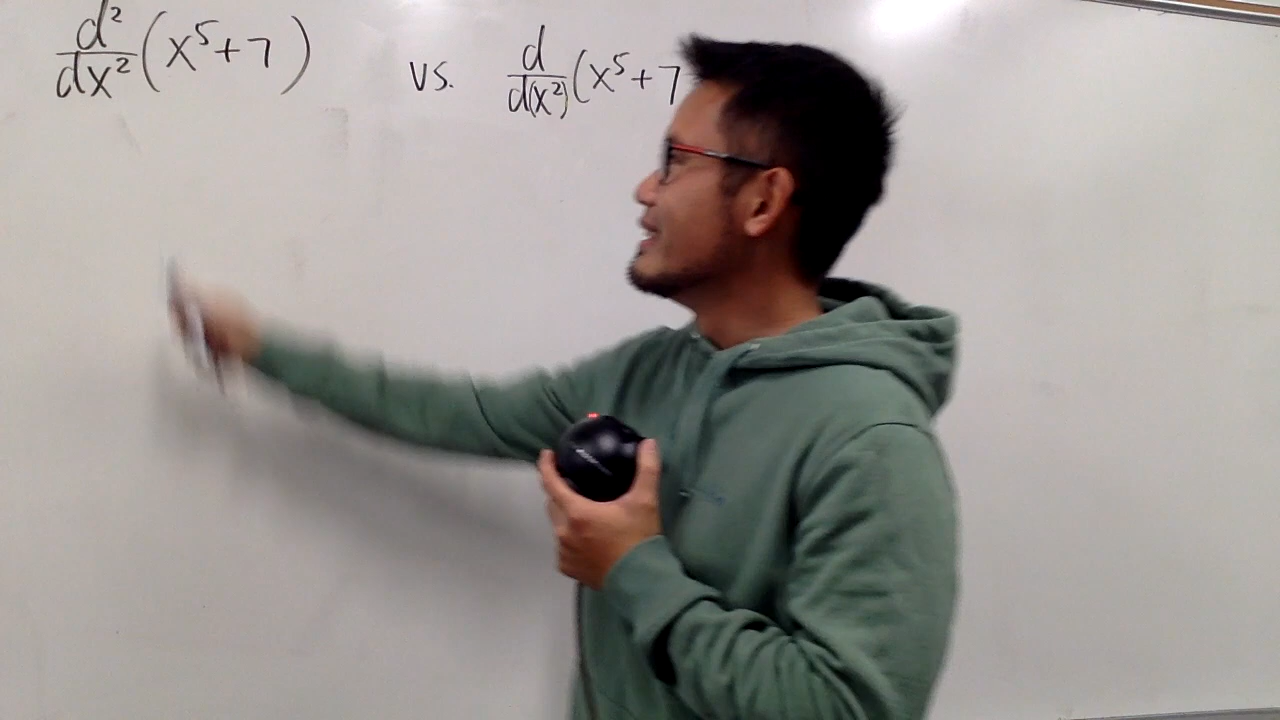 d²/dx² (x⁵+7) vs. d/d(x²) (x⁵+7